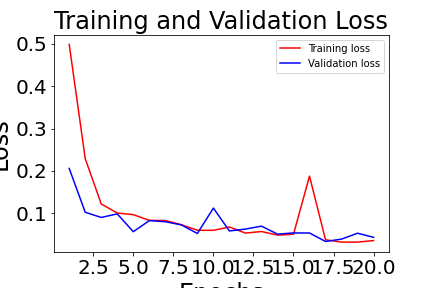 Training and Validation Loss
Training loss
Validation loss
0.5
0.4
0.3
0.2
0.1
Loss
2.5 5.0 7.5 10.0 12.5 15.0 17.5 20.0
Epochs